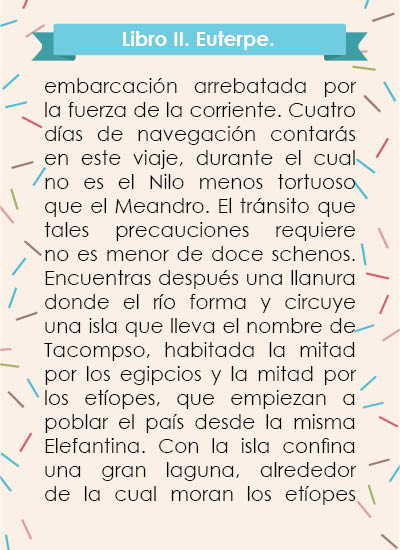 Libro II. Euterpe.
embarcación arrebatada por
la fuerza de la corriente. Cuatro
días de navegación contarás
en este viaje, durante el cual
no es el Nilo menos tortuoso
que el Meandro. El tránsito que
tales precauciones requiere
no es menor de doce schenos.
Encuentras después una llanura
donde el río forma y circuye
una isla que lleva el nombre de
Tacompso, habitada la mitad
por los egipcios y la mitad por
los etíopes, que empiezan a
poblar el país desde la misma
Elefantina. Con la isla confina
una gran laguna, alrededor
de la cual moran los etíopes